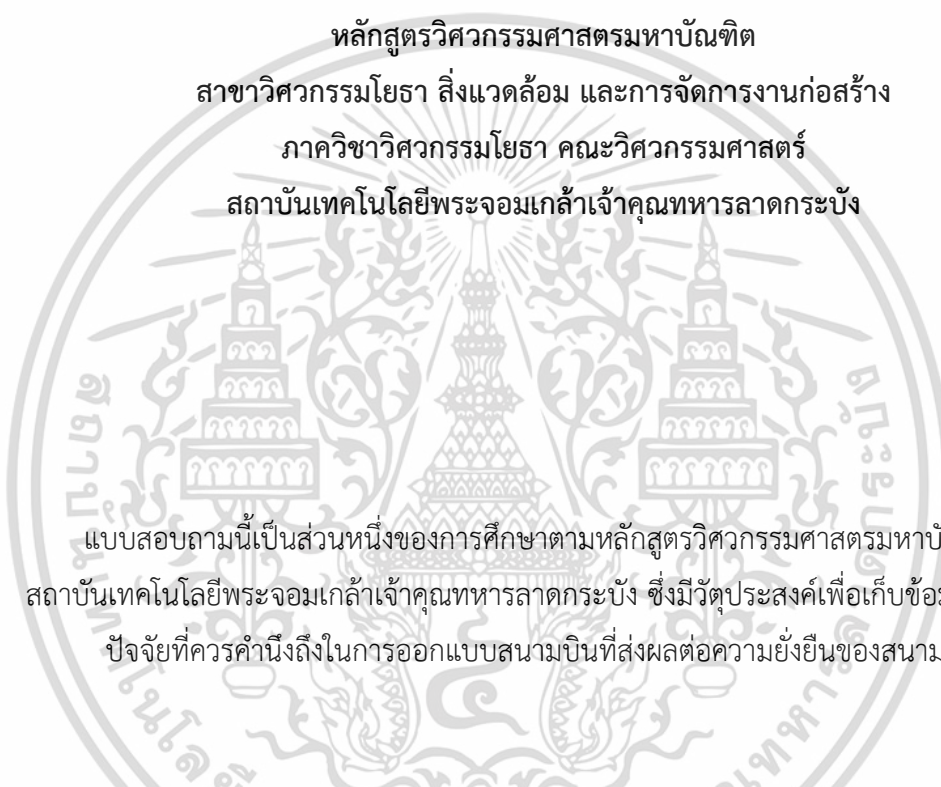 หลักสูตรวิศวกรรมศาสตรมหาบัณฑิต
สาขาวิศวกรรมโยธา สิ่งแวดล้อม และการจัดการงานก่อสร้าง
ภาควิชาวิศวกรรมโยธา คณะวิศวกรรมศาสตร์
สถาบันเทคโนโลยีพระจอมเกล้าเจ้าคุณทหารลาดกระบัง
แบบสอบถามนี้เป็นส่วนหนึ่งของการศึกษาตามหลักสูตรวิศวกรรมศาสตรมหาบั
สถาบันเทคโนโลยีพระจอมเกล้าเจ้าคุณทหารลาดกระบัง ซึ่งมีวัตุประสงค์เพื่อเก็บข้อ
ปัจจัยที่ควรคำนึงถึงในการออกแบบสนามบินที่ส่งผลต่อความยั่งยืนของสนาม